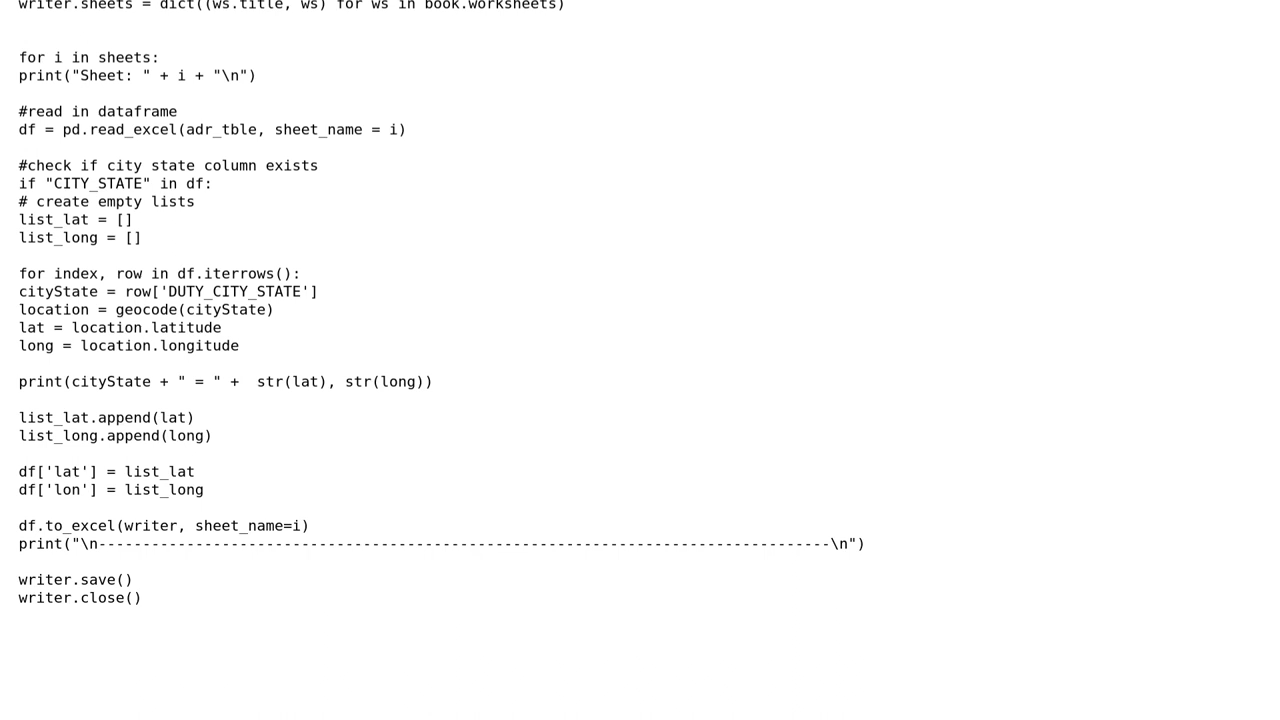 writer.sheets = dict((ws.title, ws) for ws in book.worksheets)
for i in sheets:
print("Sheet: " + i + "\n")
#read in dataframe
df = pd.read_excel(adr_tble, sheet_name = i)
#check if city state column exists
if "CITY_STATE" in df:
# create empty lists
list_lat = []
list_long = []
for index, row in df.iterrows():
cityState = row['DUTY_CITY_STATE']
location = geocode(cityState)
lat = location.latitude
long = location.longitude
print(cityState + " = " +  str(lat), str(long))
list_lat.append(lat)
list_long.append(long)
df['lat'] = list_lat
df['lon'] = list_long
df.to_excel(writer, sheet_name=i)
print("\n-----------------------------------------------------------------------------------\n")
writer.save()
writer.close()